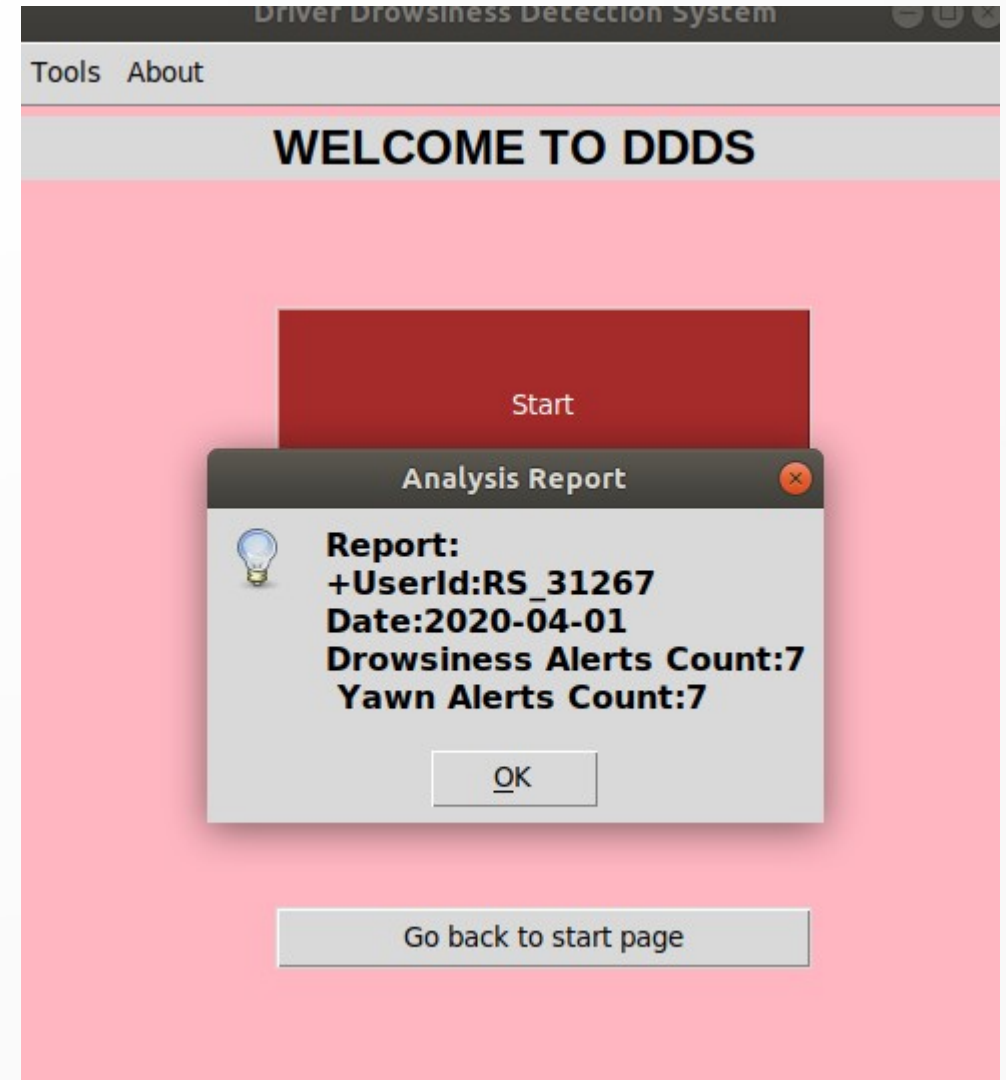 Driver Drowsiness Detection System
Tools About
WELCOME TO DDDS
Start
Analysis Report
Report:
+UserId:RS_31267
Date:2020-04-01
Drowsiness Alerts Count:7
Yawn Alerts Count:7
OK
Go back to start page